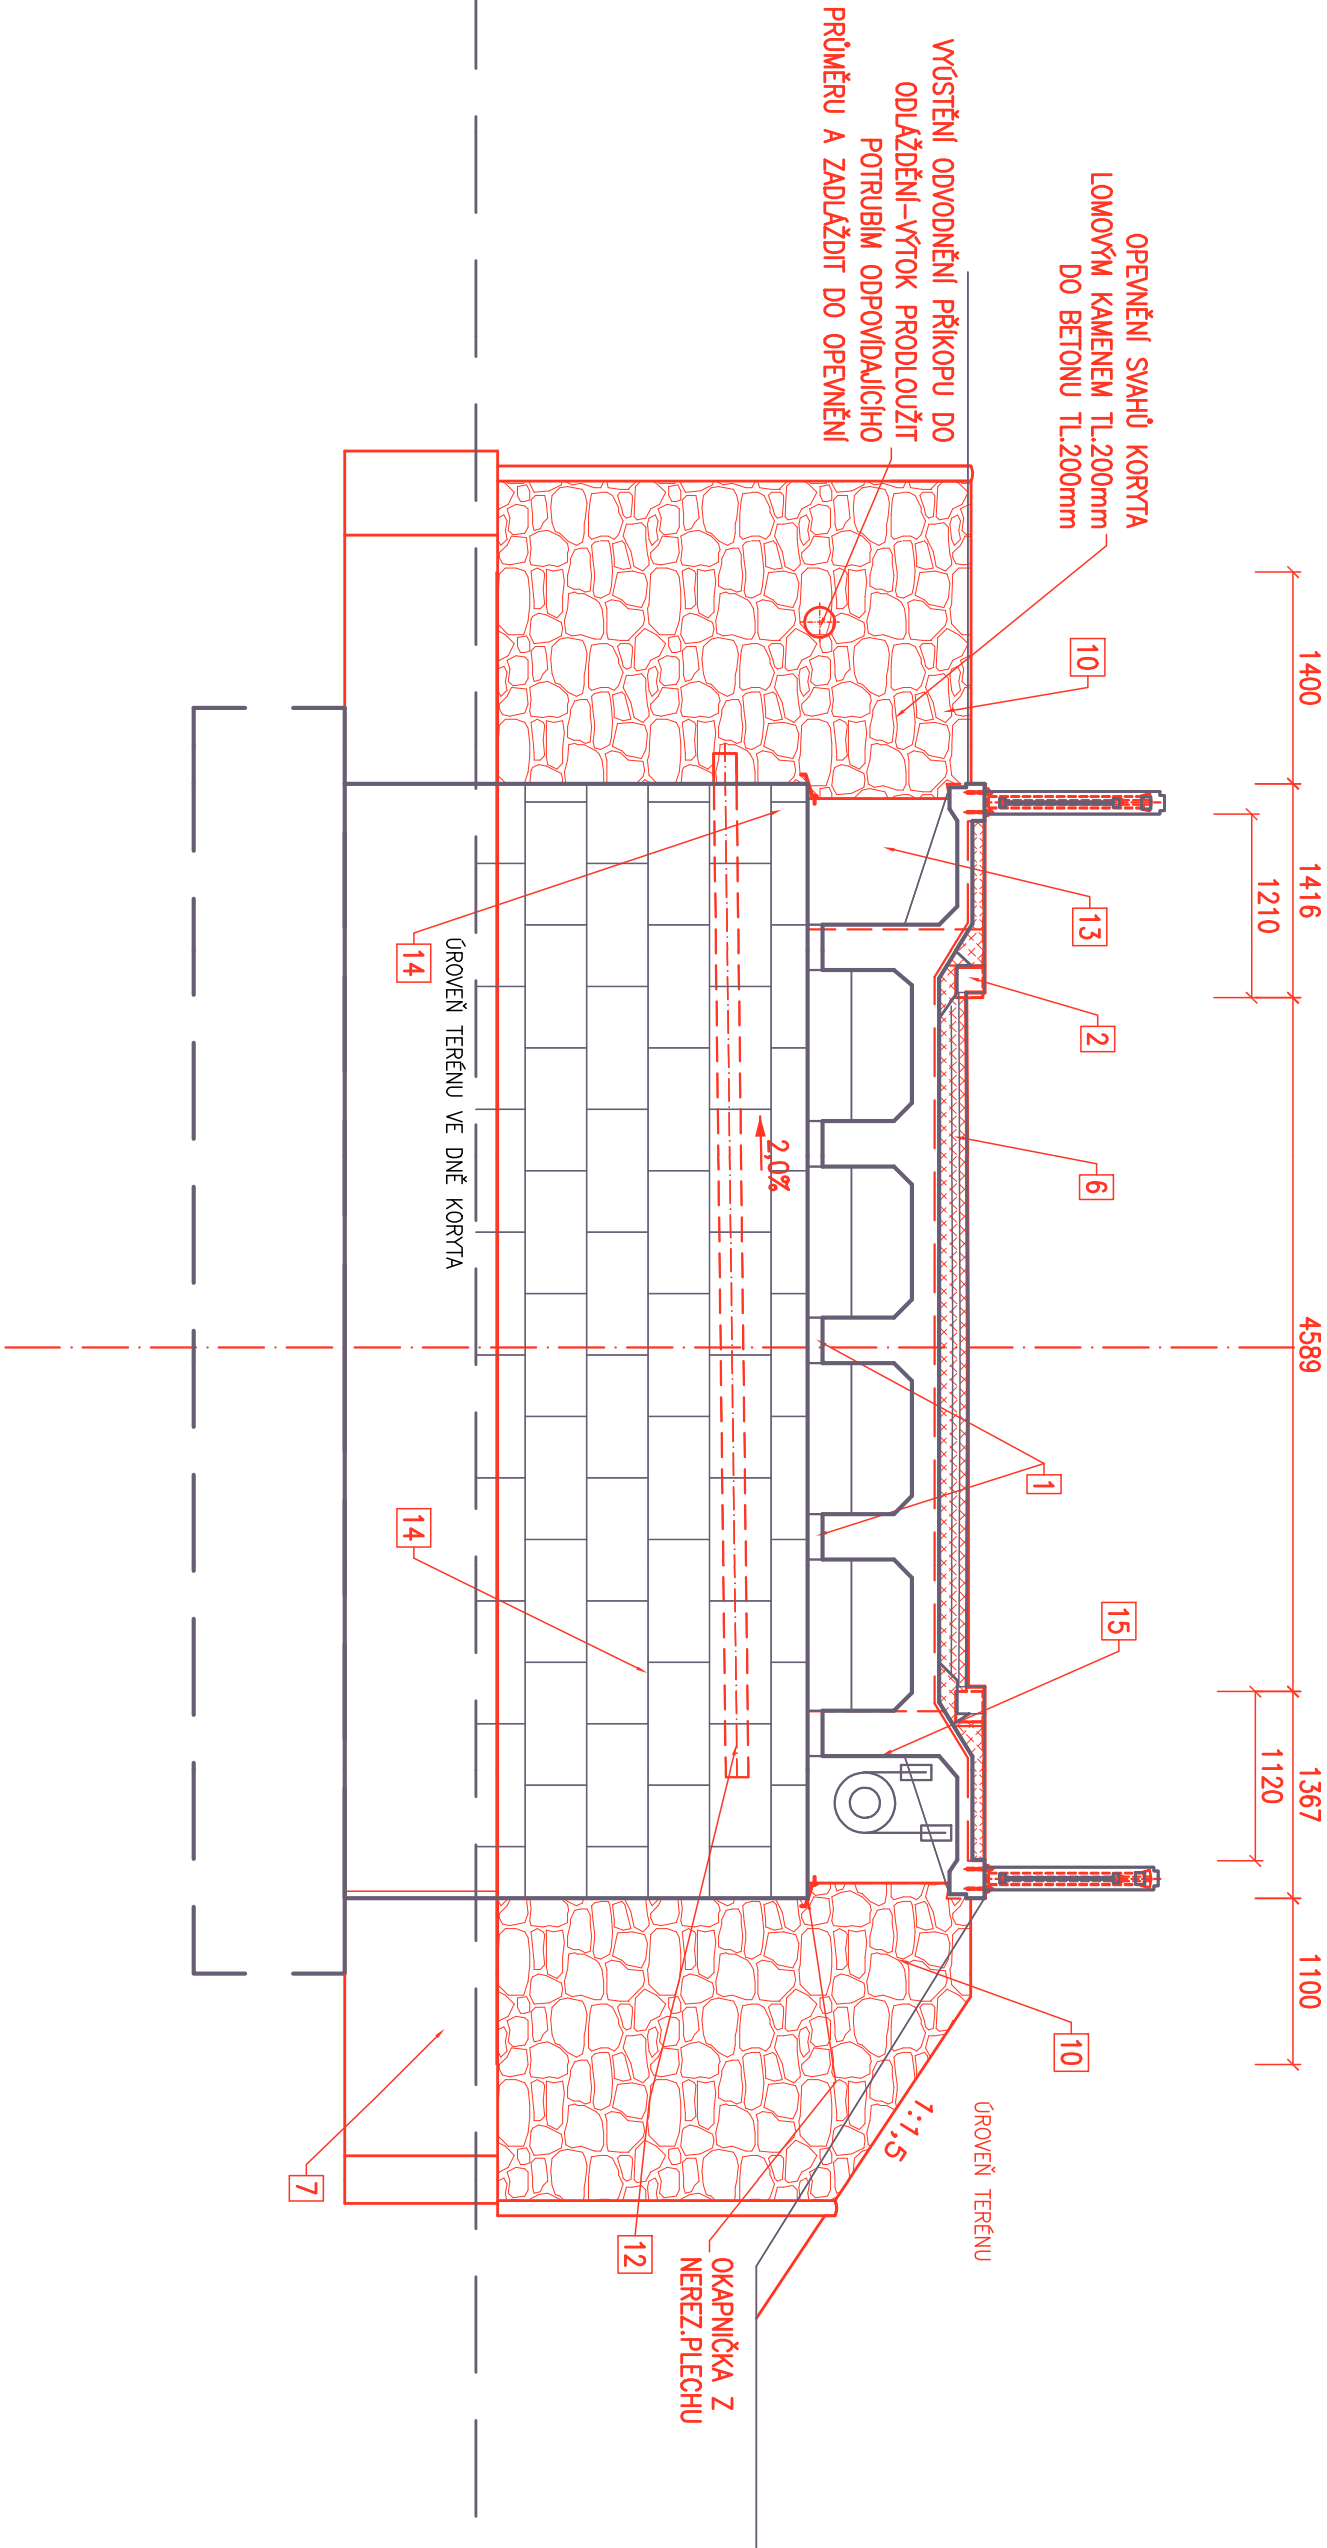 1400
1416
4589
1367
1100
1210
1120
OPEVNĚNÍ SVAHŮ KORYTA
LOMOVÝM KAMENEM TL.200mm
DO BETONU TL.200mm
10
13
2
6
1
15
10
ÚROVEŇ TERÉNU
VYÚSTĚNÍ ODVODNĚNÍ PŘÍKOPU DO
ODLÁŽDĚNÍ-VÝTOK PRODLOUŽIT
POTRUBÍM ODPOVÍDAJÍCÍHO
PRŮMĚRU A ZADLÁŽDIT DO OPEVNĚNÍ
1:1,5
2,0%
OKAPNIČKA Z
NEREZ.PLECHU
12
ÚROVEŇ TERÉNU VE DNĚ KORYTA
14
14
7